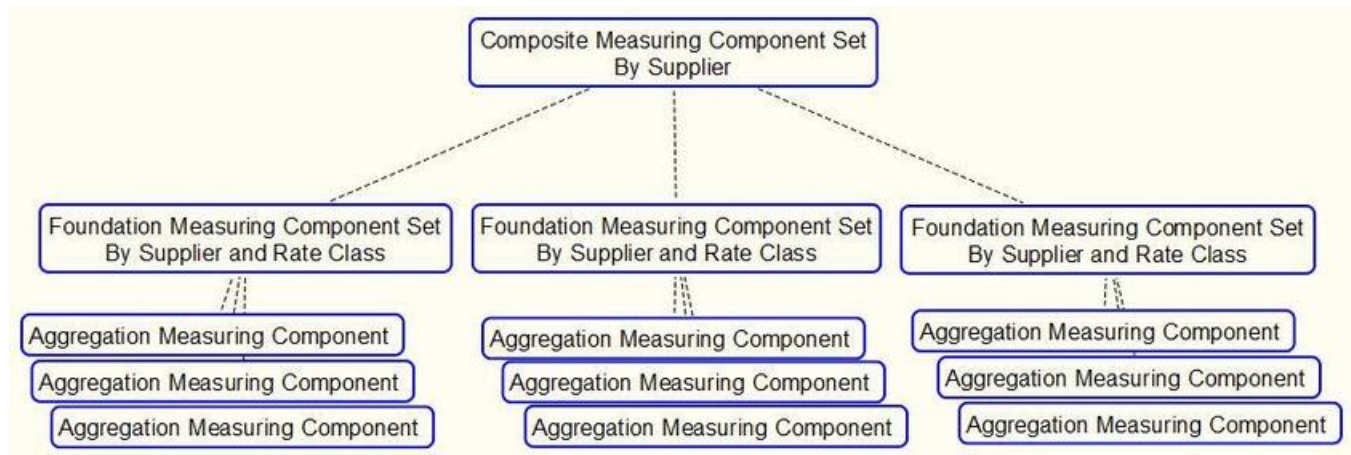 Composite Measuring Component Set
By Supplier
Foundation Measuring Component Set
By Supplier and Rate Class
Foundation Measuring Component Set
By Supplier and Rate Class
Foundation Measuring Component Set
By Supplier and Rate Class
Aggregation Measuring Component
Aggregation Measuring Component
Aggregation Measuring Component
Aggregation Measuring Component
Aggregation Measuring Component
Aggregation Measuring Component
Aggregation Measuring Component
Aggregation Measuring Component
Aggregation Measuring Component